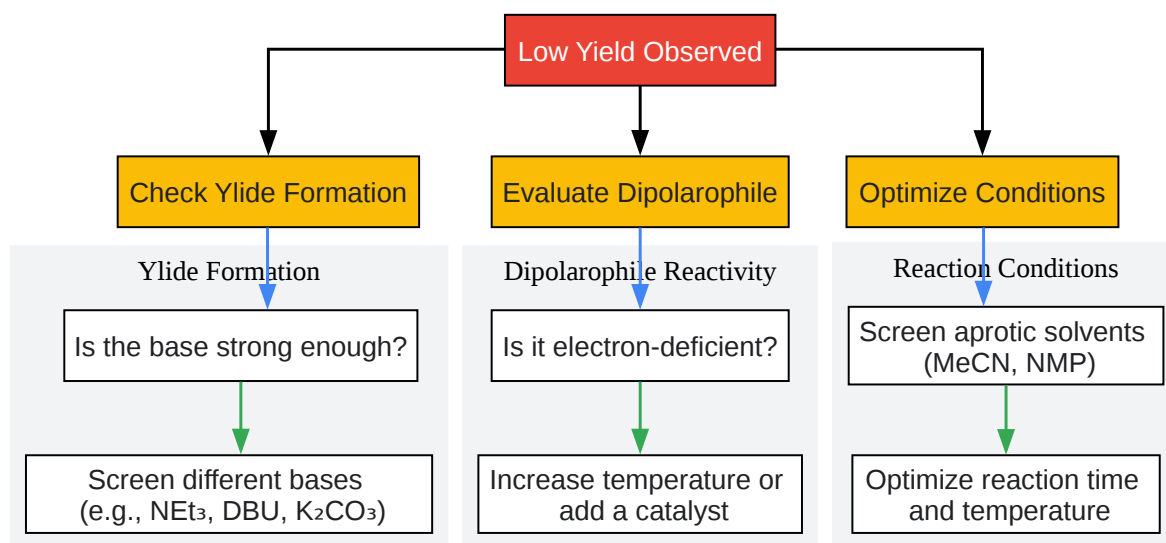 Low Yield Observed
Check Ylide Formation
Evaluate Dipolarophile
Optimize Conditions
Ylide Formation
Dipolarophile Reactivity
Reaction Conditions
Is the base strong enough?
Is it electron-deficient?
Screen aprotic solvents
(MeCN, NMP)
Screen different bases
(e.g., NEt₃, DBU, K₂CO₃)
Increase temperature or
add a catalyst
Optimize reaction time
and temperature